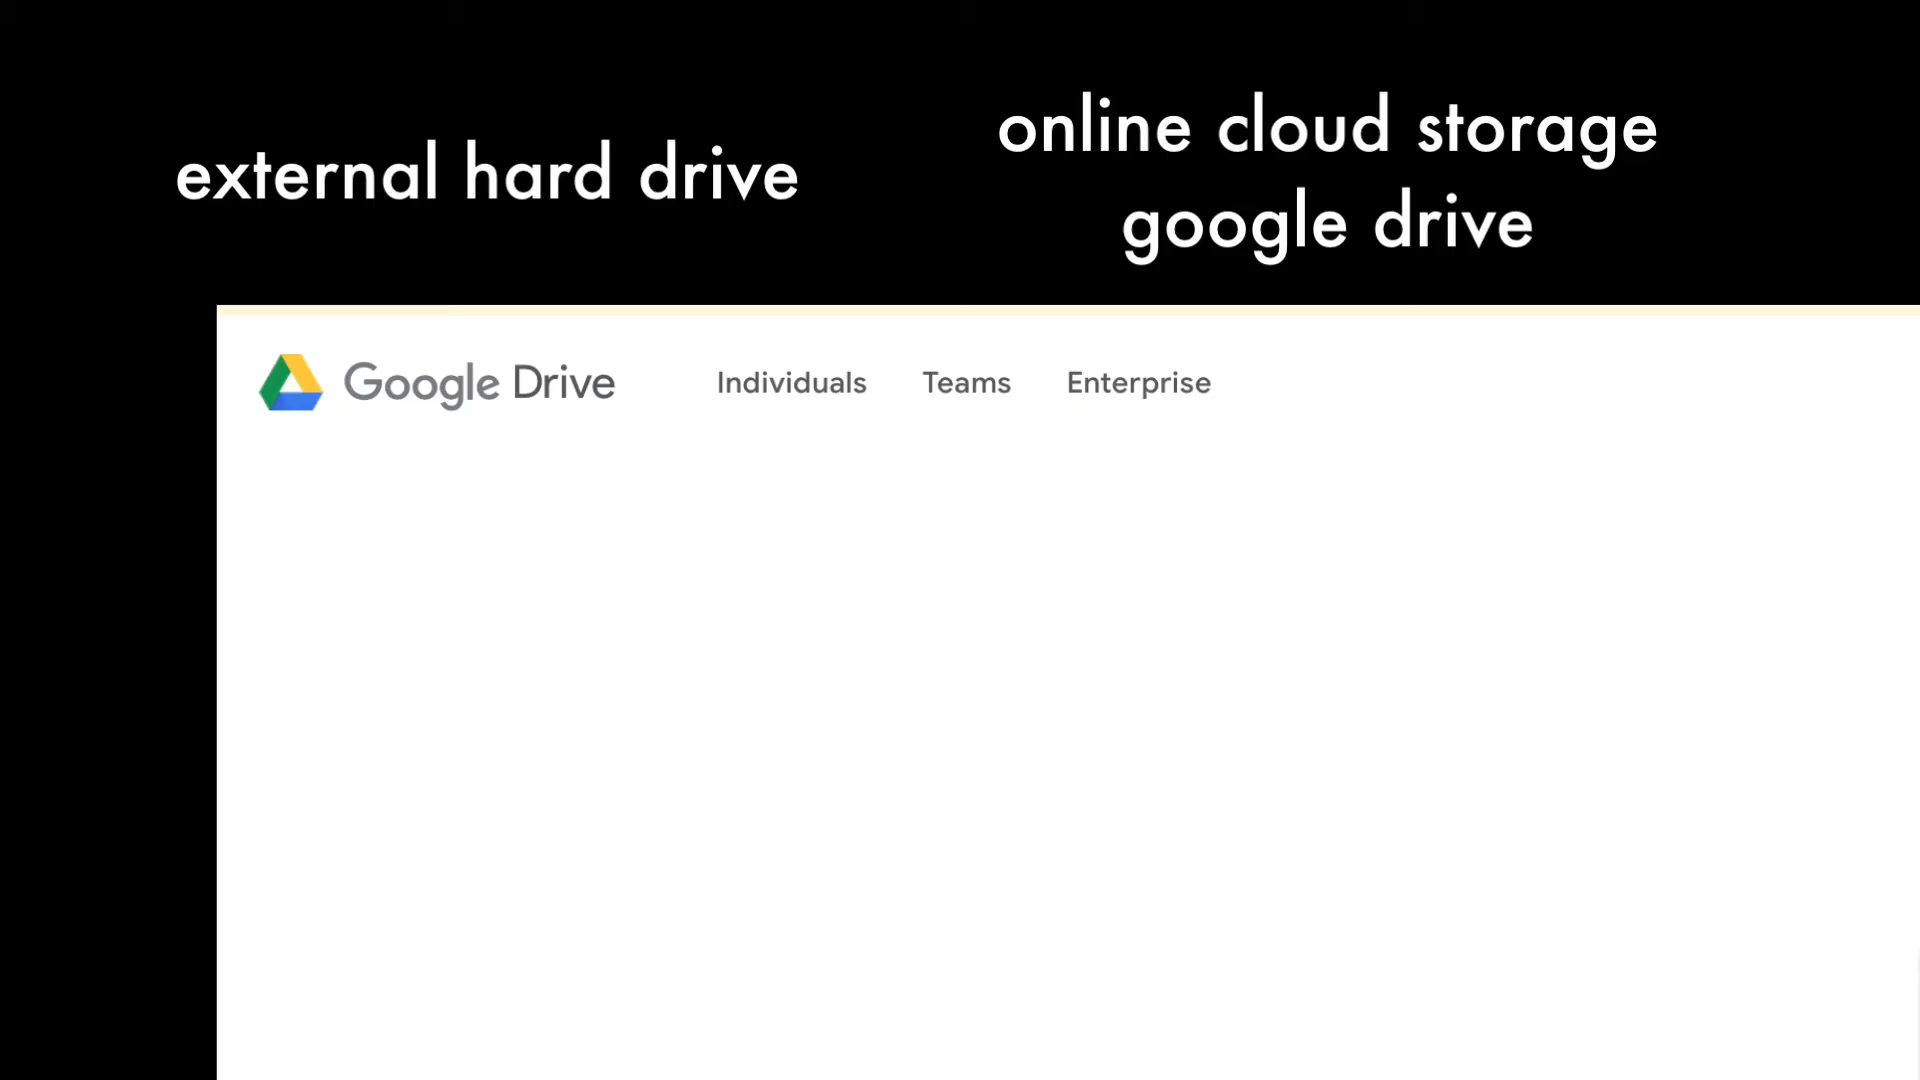 external hard drive
online cloud storage
google drive
Google Drive
Individuals
Teams
Enterprise